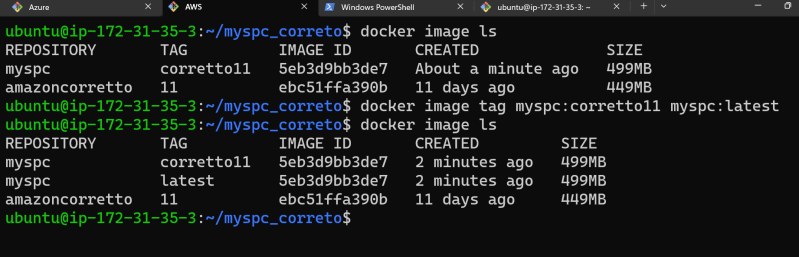 Azure AWS Windows PowerShell ubuntu@ip-172-31-35-3: ~
ubuntu@ip-172-31-35-3:~/myspc_correto$ docker image ls
REPOSITORY TAG IMAGE ID CREATED SIZE
myspc corretto11 5eb3d9bb3de7 About a minute ago 499MB
amazoncorretto 11 ebc51ffa390b 11 days ago 449MB
ubuntu@ip-172-31-35-3:~/myspc_correto$ docker image tag myspc:corretto11 myspc:latest
ubuntu@ip-172-31-35-3:~/myspc_correto$ docker image ls
REPOSITORY TAG IMAGE ID CREATED SIZE
myspc corretto11 5eb3d9bb3de7 2 minutes ago 499MB
myspc latest 5eb3d9bb3de7 2 minutes ago 499MB
amazoncorretto 11 ebc51ffa390b 11 days ago 449MB
ubuntu@ip-172-31-35-3:~/myspc_correto$